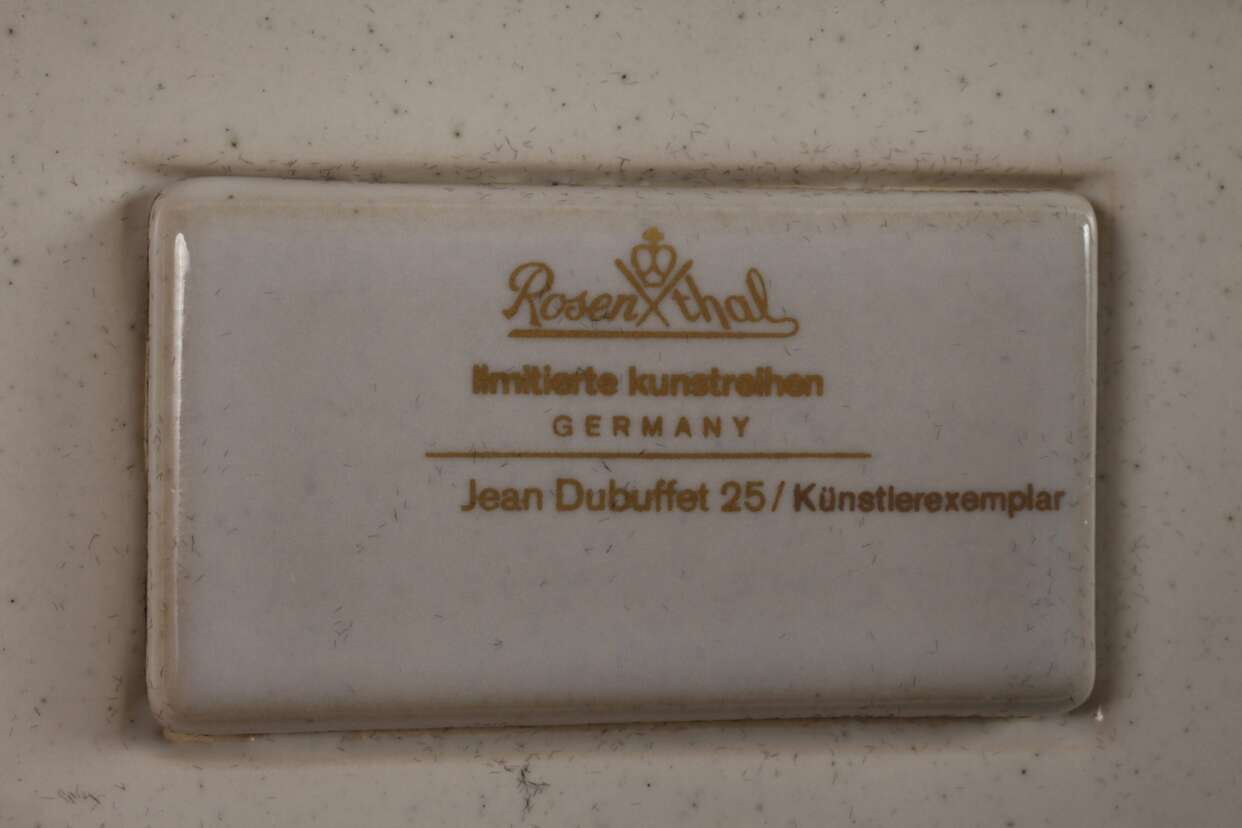 Rosenthal
limitierte kunstreihen
GERMANY
Jean Dubuffet 25/ Künstlerexemplar